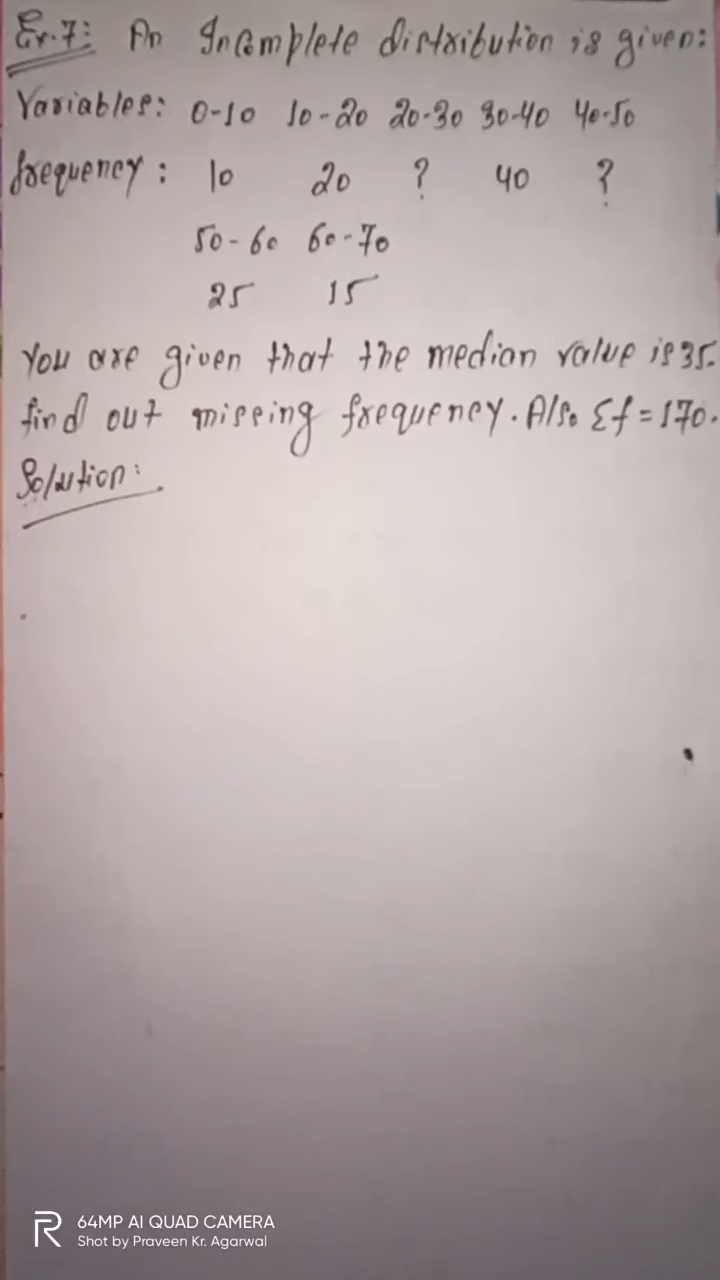 Ex.7: An Incomplete distribution is given:
Variables: 0-10 10-20 20-30 30-40 40-50
frequency: 10 20 ? 40 ?
50-60 60-70
25 15
You are given that the median value is 35.
find out missing frequency. Also Σf = 170.
Solution:
64MP AI QUAD CAMERA
Shot by Praveen Kr. Agarwal